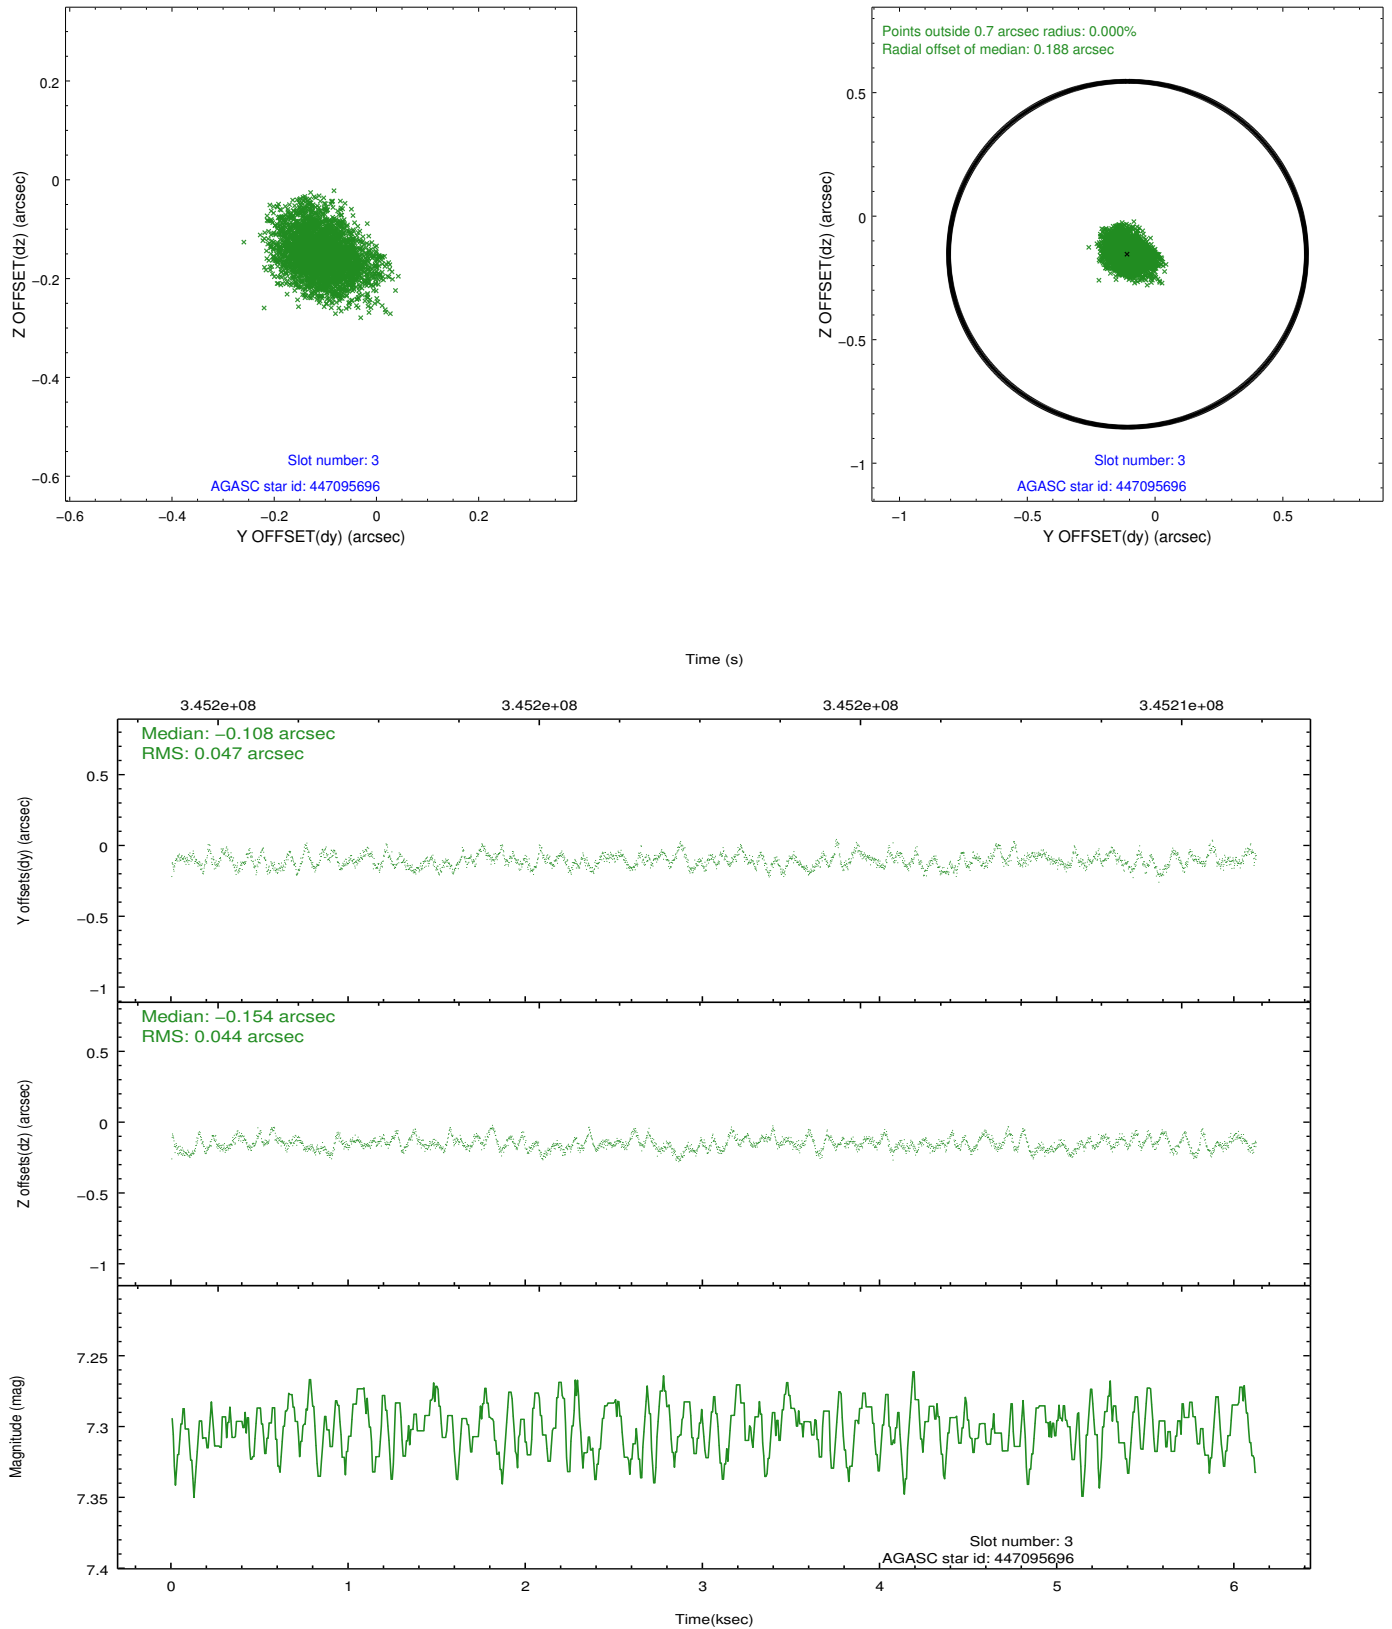 0.2
0
−0.2
−0.4
−0.6
Z OFFSET(dz) (arcsec)
Slot number: 3
AGASC star id: 447095696
−0.6
−0.4
−0.2
0
0.2
Y OFFSET(dy) (arcsec)
Points outside 0.7 arcsec radius: 0.000%
Radial offset of median: 0.188 arcsec
0.5
0
−0.5
−1
Z OFFSET(dz) (arcsec)
Slot number: 3
AGASC star id: 447095696
−1
−0.5
0
0.5
Y OFFSET(dy) (arcsec)
Time (s)
3.452e+08
3.452e+08
3.452e+08
3.4521e+08
Median: −0.108 arcsec
RMS: 0.047 arcsec
0.5
0
−0.5
−1
Y offsets(dy) (arcsec)
Median: −0.154 arcsec
RMS: 0.044 arcsec
0.5
0
−0.5
−1
Z offsets(dz) (arcsec)
7.25
7.3
7.35
7.4
Magnitude (mag)
Slot number: 3
AGASC star id: 447095696
0
1
2
3
4
5
6
Time(ksec)